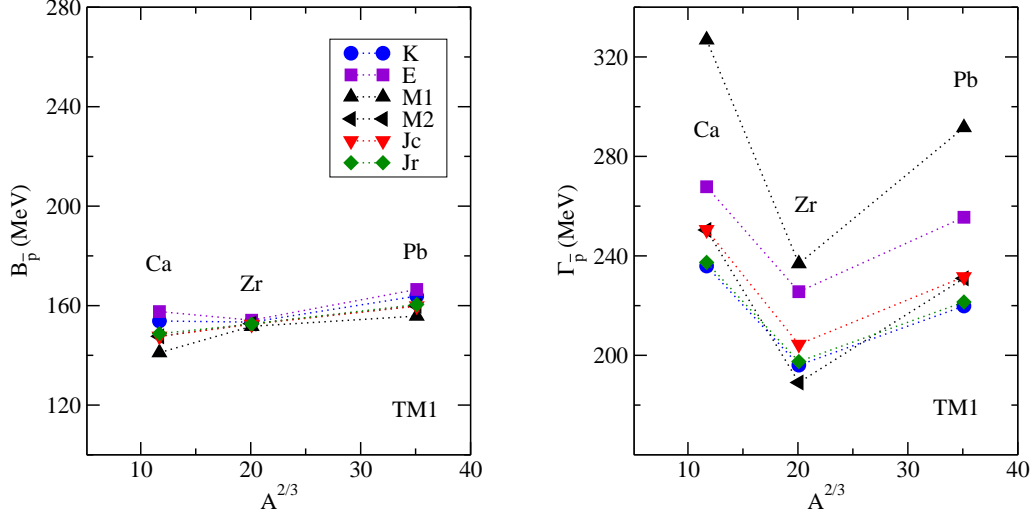 280
240
200
160
120
B_p̄ (MeV)
K
E
M1
M2
Jc
Jr
Ca
Zr
Pb
TM1
10
20
30
40
A^{2/3}
320
280
240
200
Γ_p̄ (MeV)
Ca
Zr
Pb
TM1
10
20
30
40
A^{2/3}